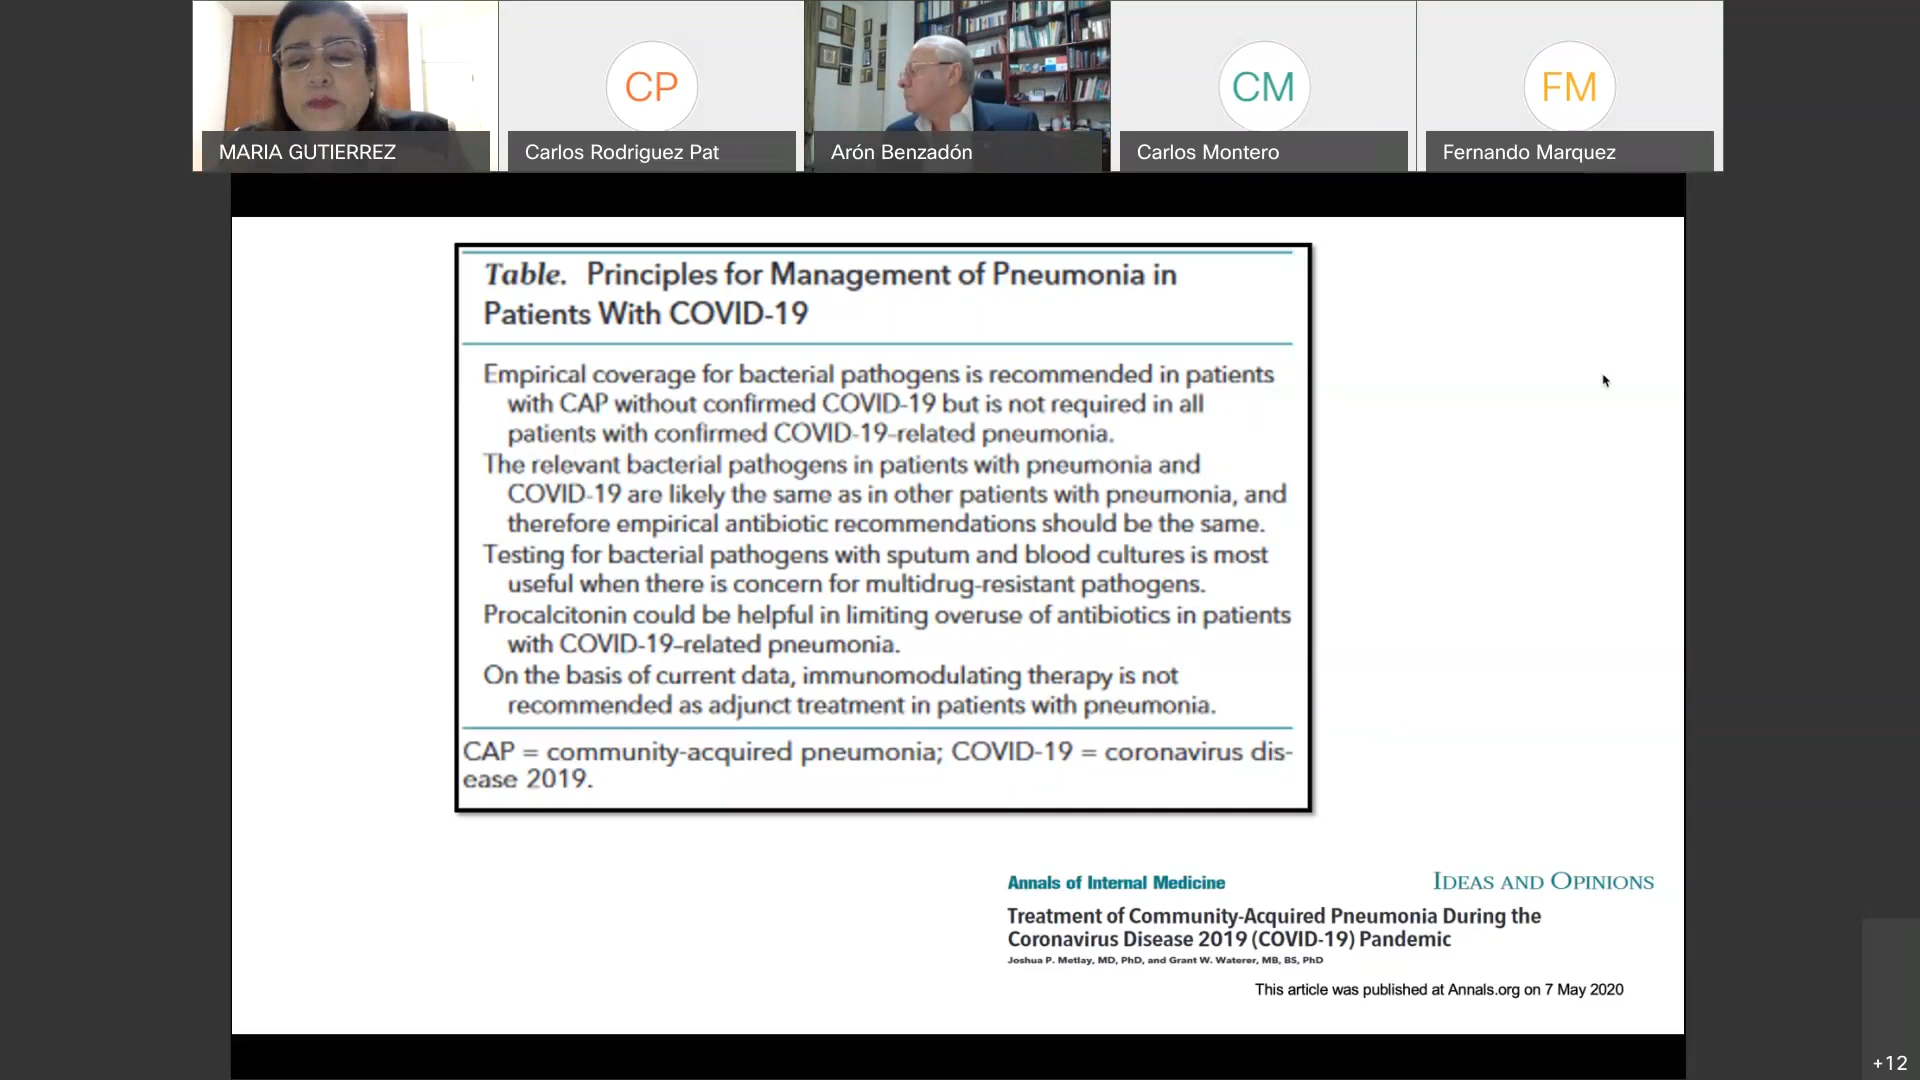 CP
CM
FM
MARIA GUTIERREZ
Carlos Rodriguez Pat
Arón Benzadón
Carlos Montero
Fernando Marquez
Table. Principles for Management of Pneumonia in
Patients With COVID-19
Empirical coverage for bacterial pathogens is recommended in patients
with CAP without confirmed COVID-19 but is not required in all
patients with confirmed COVID-19–related pneumonia.
The relevant bacterial pathogens in patients with pneumonia and
COVID-19 are likely the same as in other patients with pneumonia, and
therefore empirical antibiotic recommendations should be the same.
Testing for bacterial pathogens with sputum and blood cultures is most
useful when there is concern for multidrug-resistant pathogens.
Procalcitonin could be helpful in limiting overuse of antibiotics in patients
with COVID-19–related pneumonia.
On the basis of current data, immunomodulating therapy is not
recommended as adjunct treatment in patients with pneumonia.
CAP = community-acquired pneumonia; COVID-19 = coronavirus dis-
ease 2019.
Annals of Internal Medicine
IDEAS AND OPINIONS
Treatment of Community-Acquired Pneumonia During the
Coronavirus Disease 2019 (COVID-19) Pandemic
Joshua P. Metlay, MD, PhD, and Grant W. Waterer, MB, BS, PhD
This article was published at Annals.org on 7 May 2020
+12